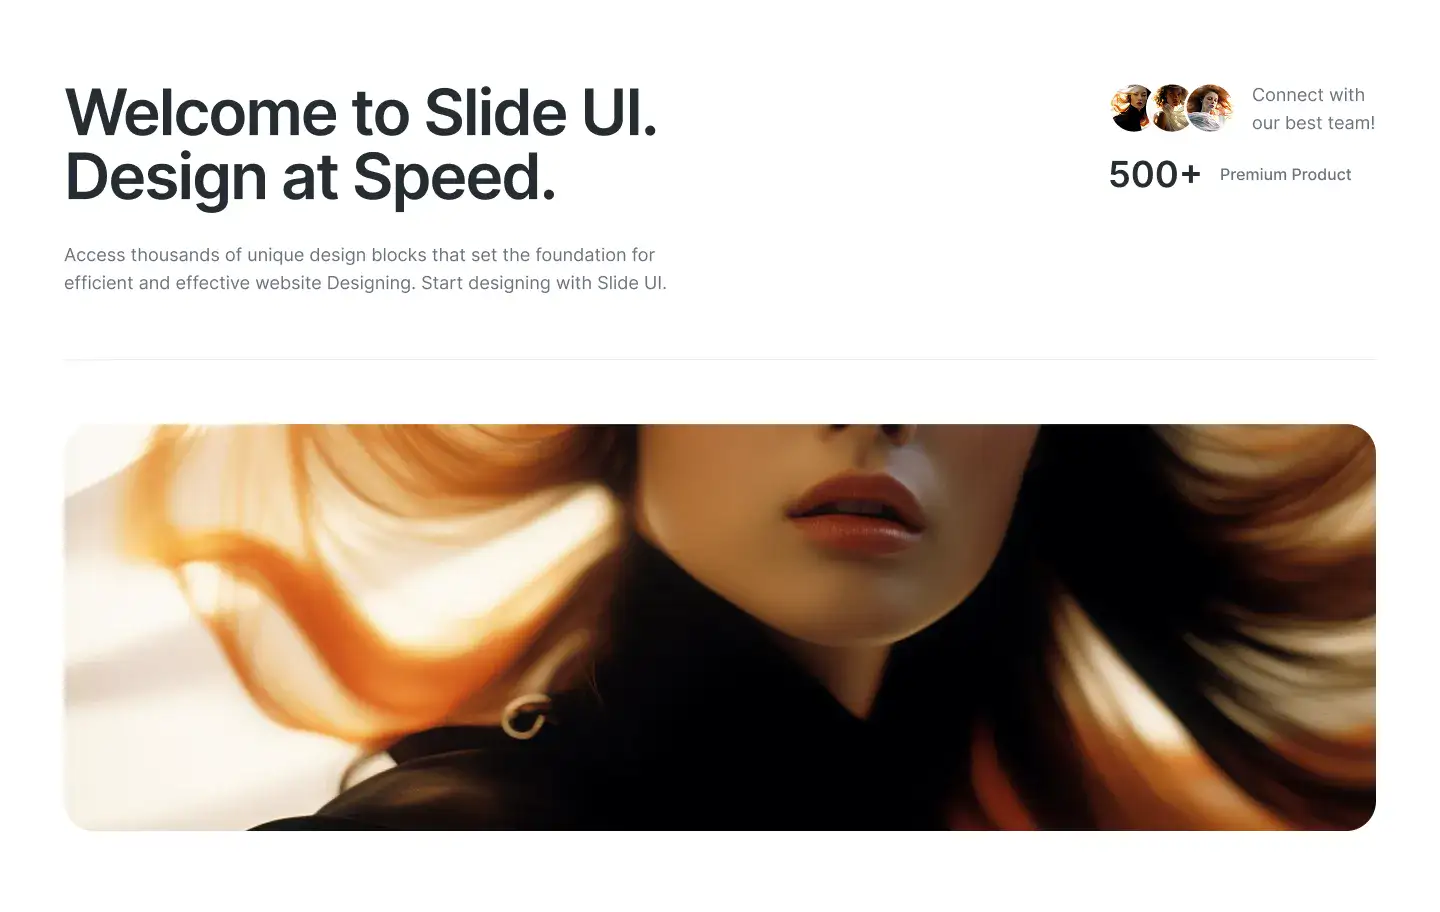 Welcome to Slide UI.
Design at Speed.
Access thousands of unique design blocks that set the foundation for
efficient and effective website Designing. Start designing with Slide UI.
Connect with
our best team!
500+ Premium Product